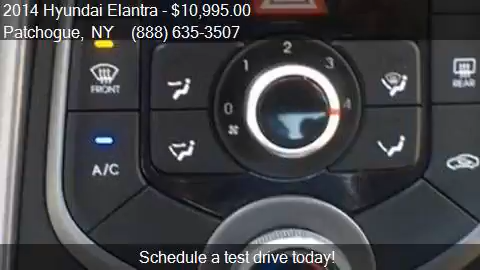 2014 Hyundai Elantra - $10,995.00
Patchogue, NY (888) 635-3507
2
1 3
FRONT
REAR
0 4
A/C
Schedule a test drive today!